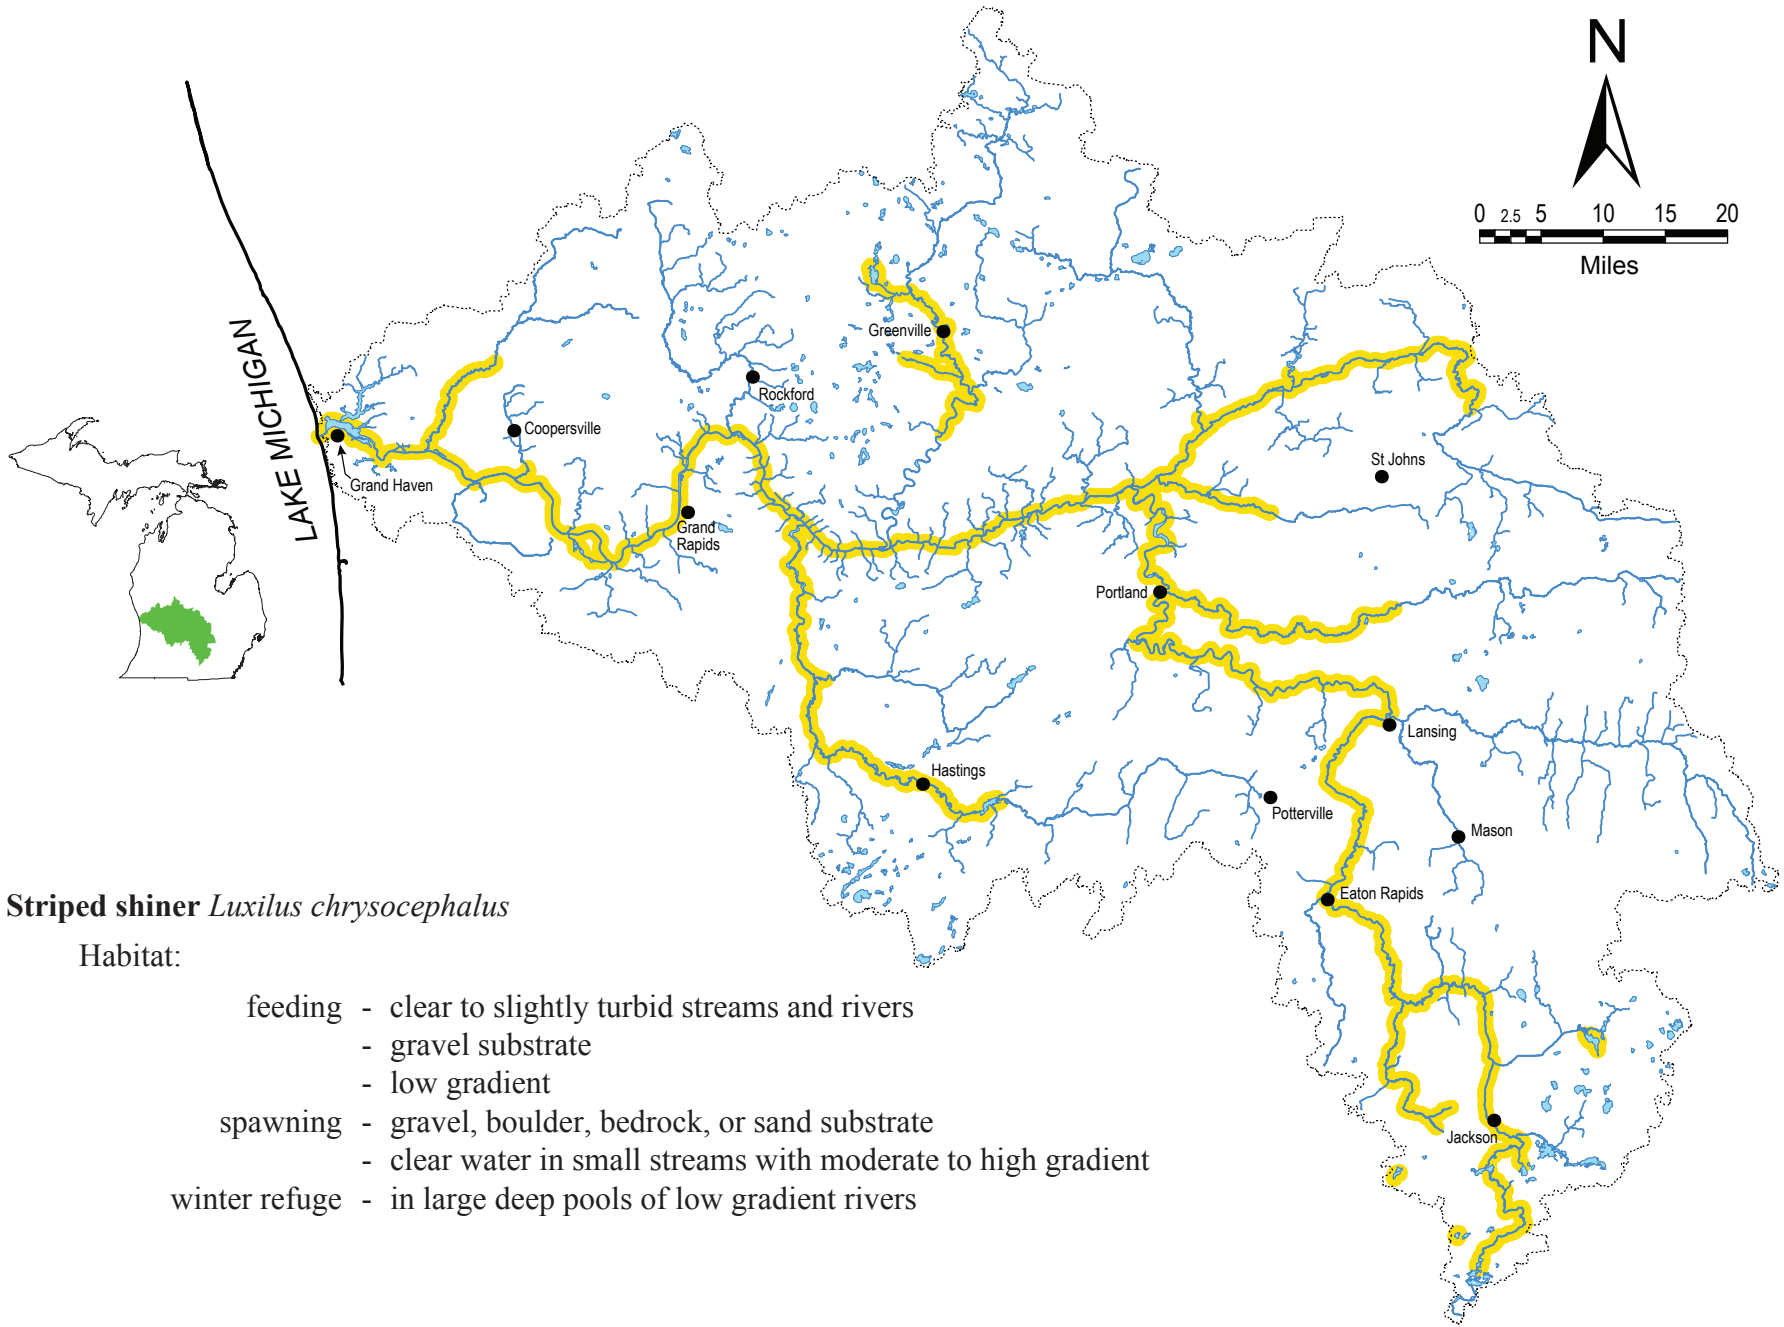 N
0 2.5 5 10 15 20
Miles
LAKE MICHIGAN
Greenville
Rockford
Coopersville
Grand Haven
St Johns
Grand
Rapids
Portland
Lansing
Hastings
Potterville
Mason
Eaton Rapids
Jackson
Striped shiner Luxilus chrysocephalus
Habitat:
feeding - clear to slightly turbid streams and rivers
- gravel substrate
- low gradient
spawning - gravel, boulder, bedrock, or sand substrate
- clear water in small streams with moderate to high gradient
winter refuge - in large deep pools of low gradient rivers